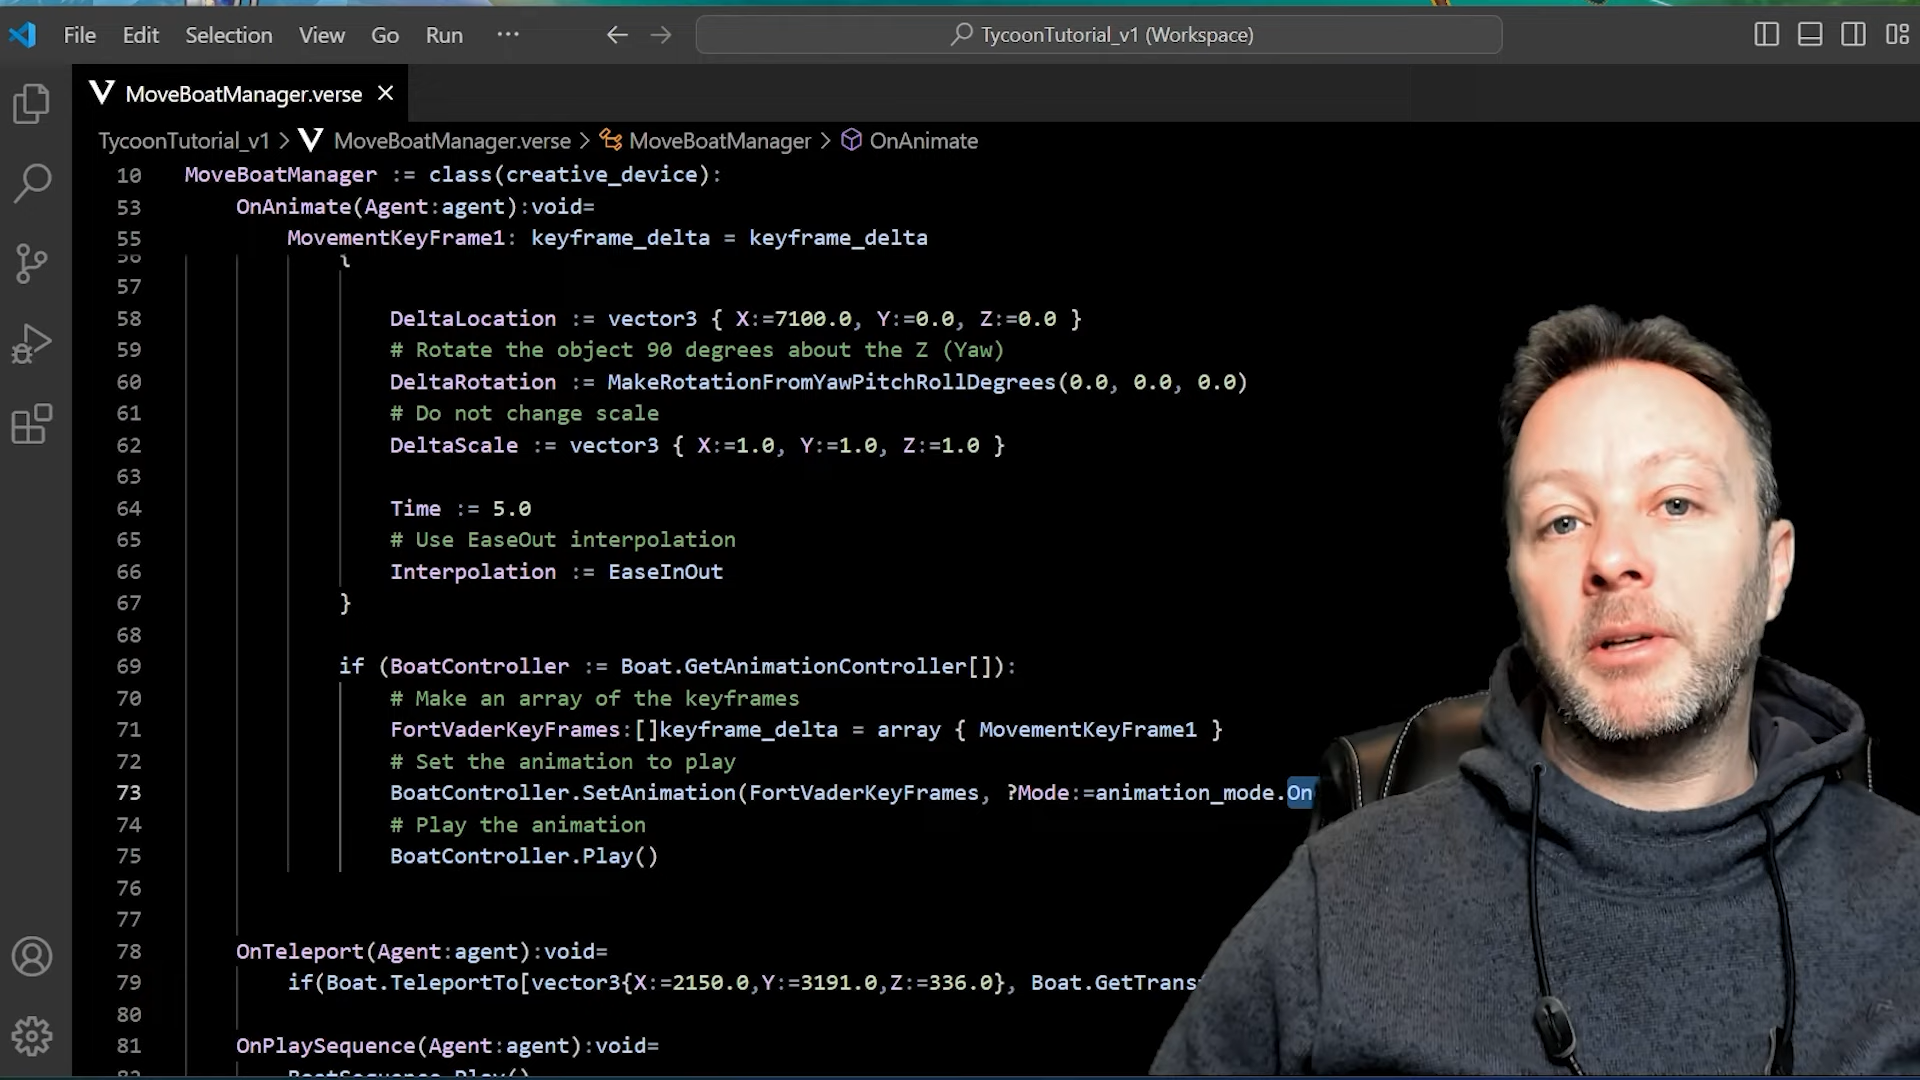 File Edit Selection View Go Run ··· TycoonTutorial_v1 (Workspace)
MoveBoatManager.verse
TycoonTutorial_v1 > MoveBoatManager.verse > MoveBoatManager > OnAnimate
10 MoveBoatManager := class(creative_device):
53 OnAnimate(Agent:agent):void=
55 MovementKeyFrame1: keyframe_delta = keyframe_delta
56 {
57
58 DeltaLocation := vector3 { X:=7100.0, Y:=0.0, Z:=0.0 }
59 # Rotate the object 90 degrees about the Z (Yaw)
60 DeltaRotation := MakeRotationFromYawPitchRollDegrees(0.0, 0.0, 0.0)
61 # Do not change scale
62 DeltaScale := vector3 { X:=1.0, Y:=1.0, Z:=1.0 }
63
64 Time := 5.0
65 # Use EaseOut interpolation
66 Interpolation := EaseInOut
67 }
68
69 if (BoatController := Boat.GetAnimationController[]):
70 # Make an array of the keyframes
71 FortVaderKeyFrames:[]keyframe_delta = array { MovementKeyFrame1 }
72 # Set the animation to play
73 BoatController.SetAnimation(FortVaderKeyFrames, ?Mode:=animation_mode.On
74 # Play the animation
75 BoatController.Play()
76
77
78 OnTeleport(Agent:agent):void=
79 if(Boat.TeleportTo[vector3{X:=2150.0,Y:=3191.0,Z:=336.0}, Boat.GetTrans
80
81 OnPlaySequence(Agent:agent):void=
82 BoatSequence.Play()